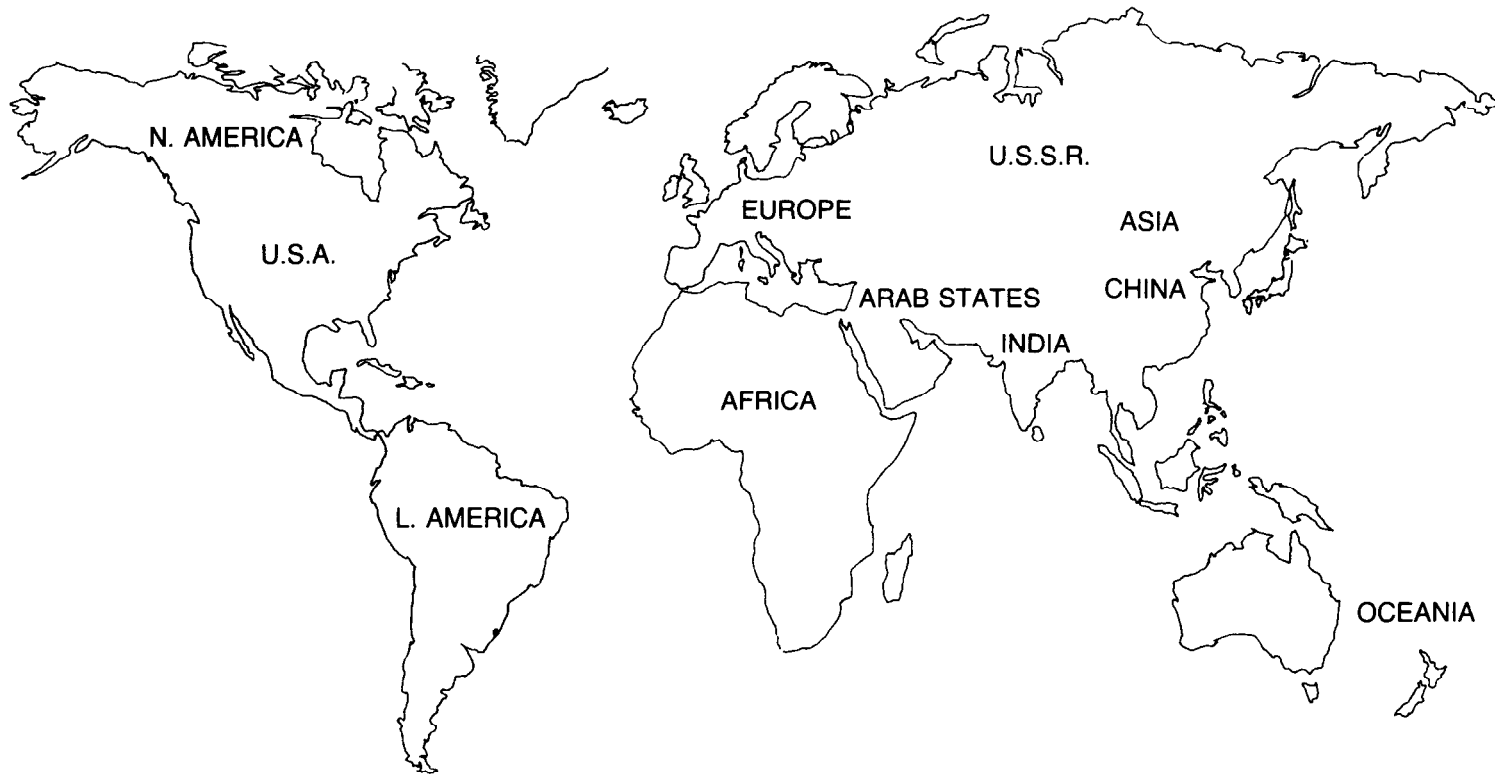 N. AMERICA
U.S.S.R.
EUROPE
ASIA
U.S.A.
CHINA
ARAB STATES
INDIA
AFRICA
L. AMERICA
OCEANIA